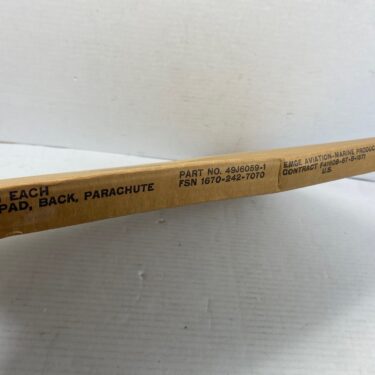 EACH
PAD, BACK, PARACHUTE
PART NO. 49J6059-1
FSN 1670-242-7070
EMGE AVIATION-MARINE PRODUC
CONTRACT
U.S.